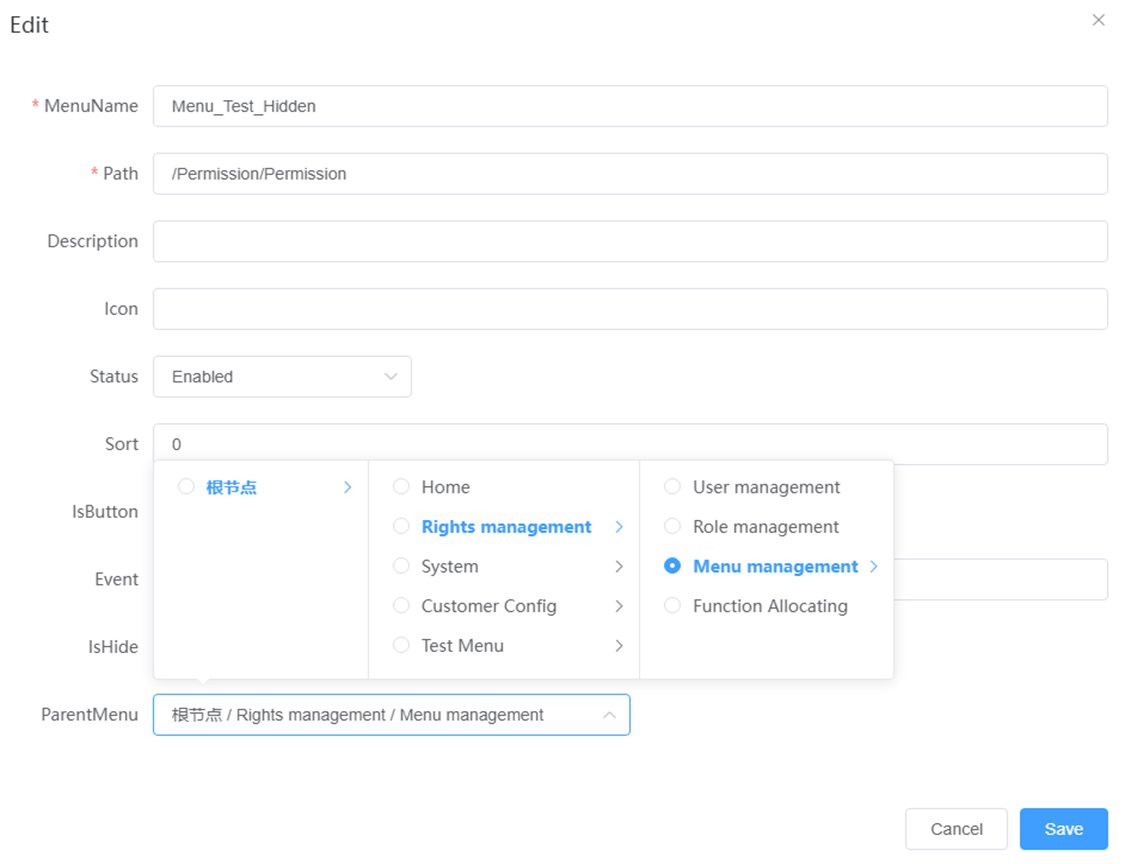 Edit
* MenuName Menu_Test_Hidden
* Path /Permission/Permission
Description
Icon
Status Enabled
Sort 0
根节点 Home User management
IsButton
Rights management Role management
System Menu management
Event
Customer Config Function Allocating
IsHide
Test Menu
ParentMenu 根节点 / Rights management / Menu management
Cancel Save